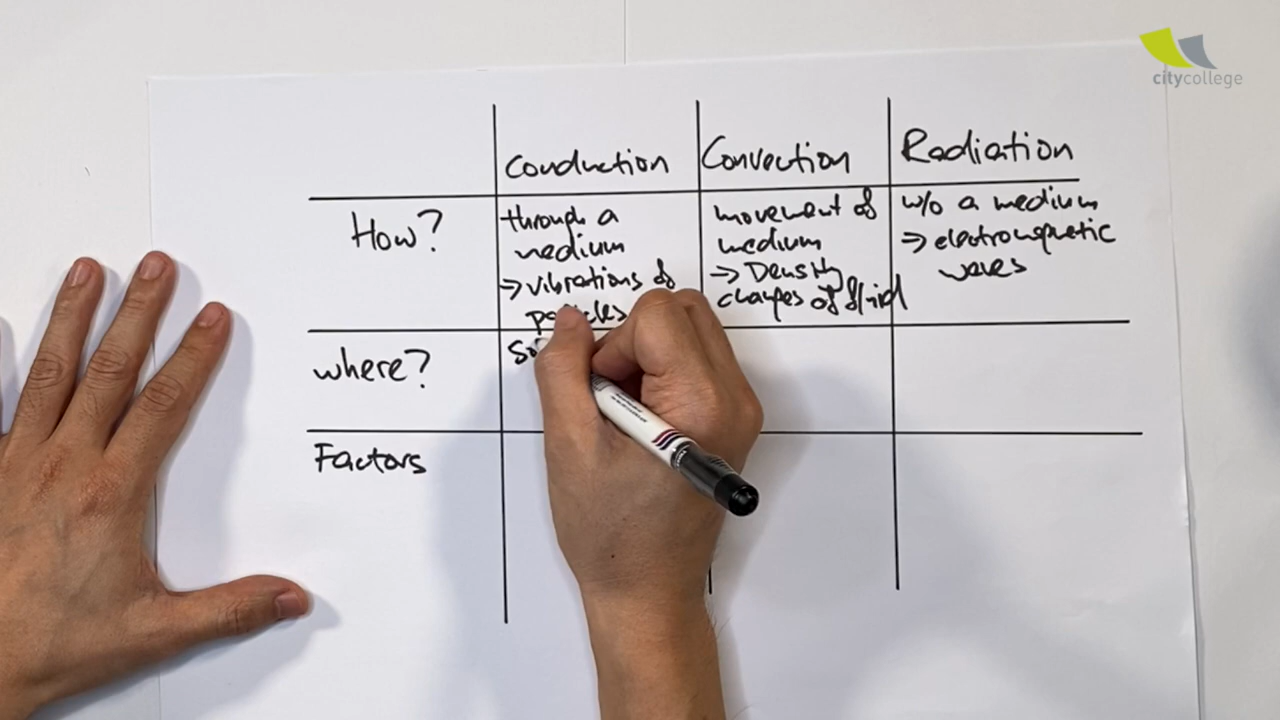 citycollege
Conduction Convection Radiation
How?
through a
medium
→ vibrations of
movement of
medium
→ Density
changes of fluid
w/o a medium
⇒ electromagnetic
waves
where?
Factors